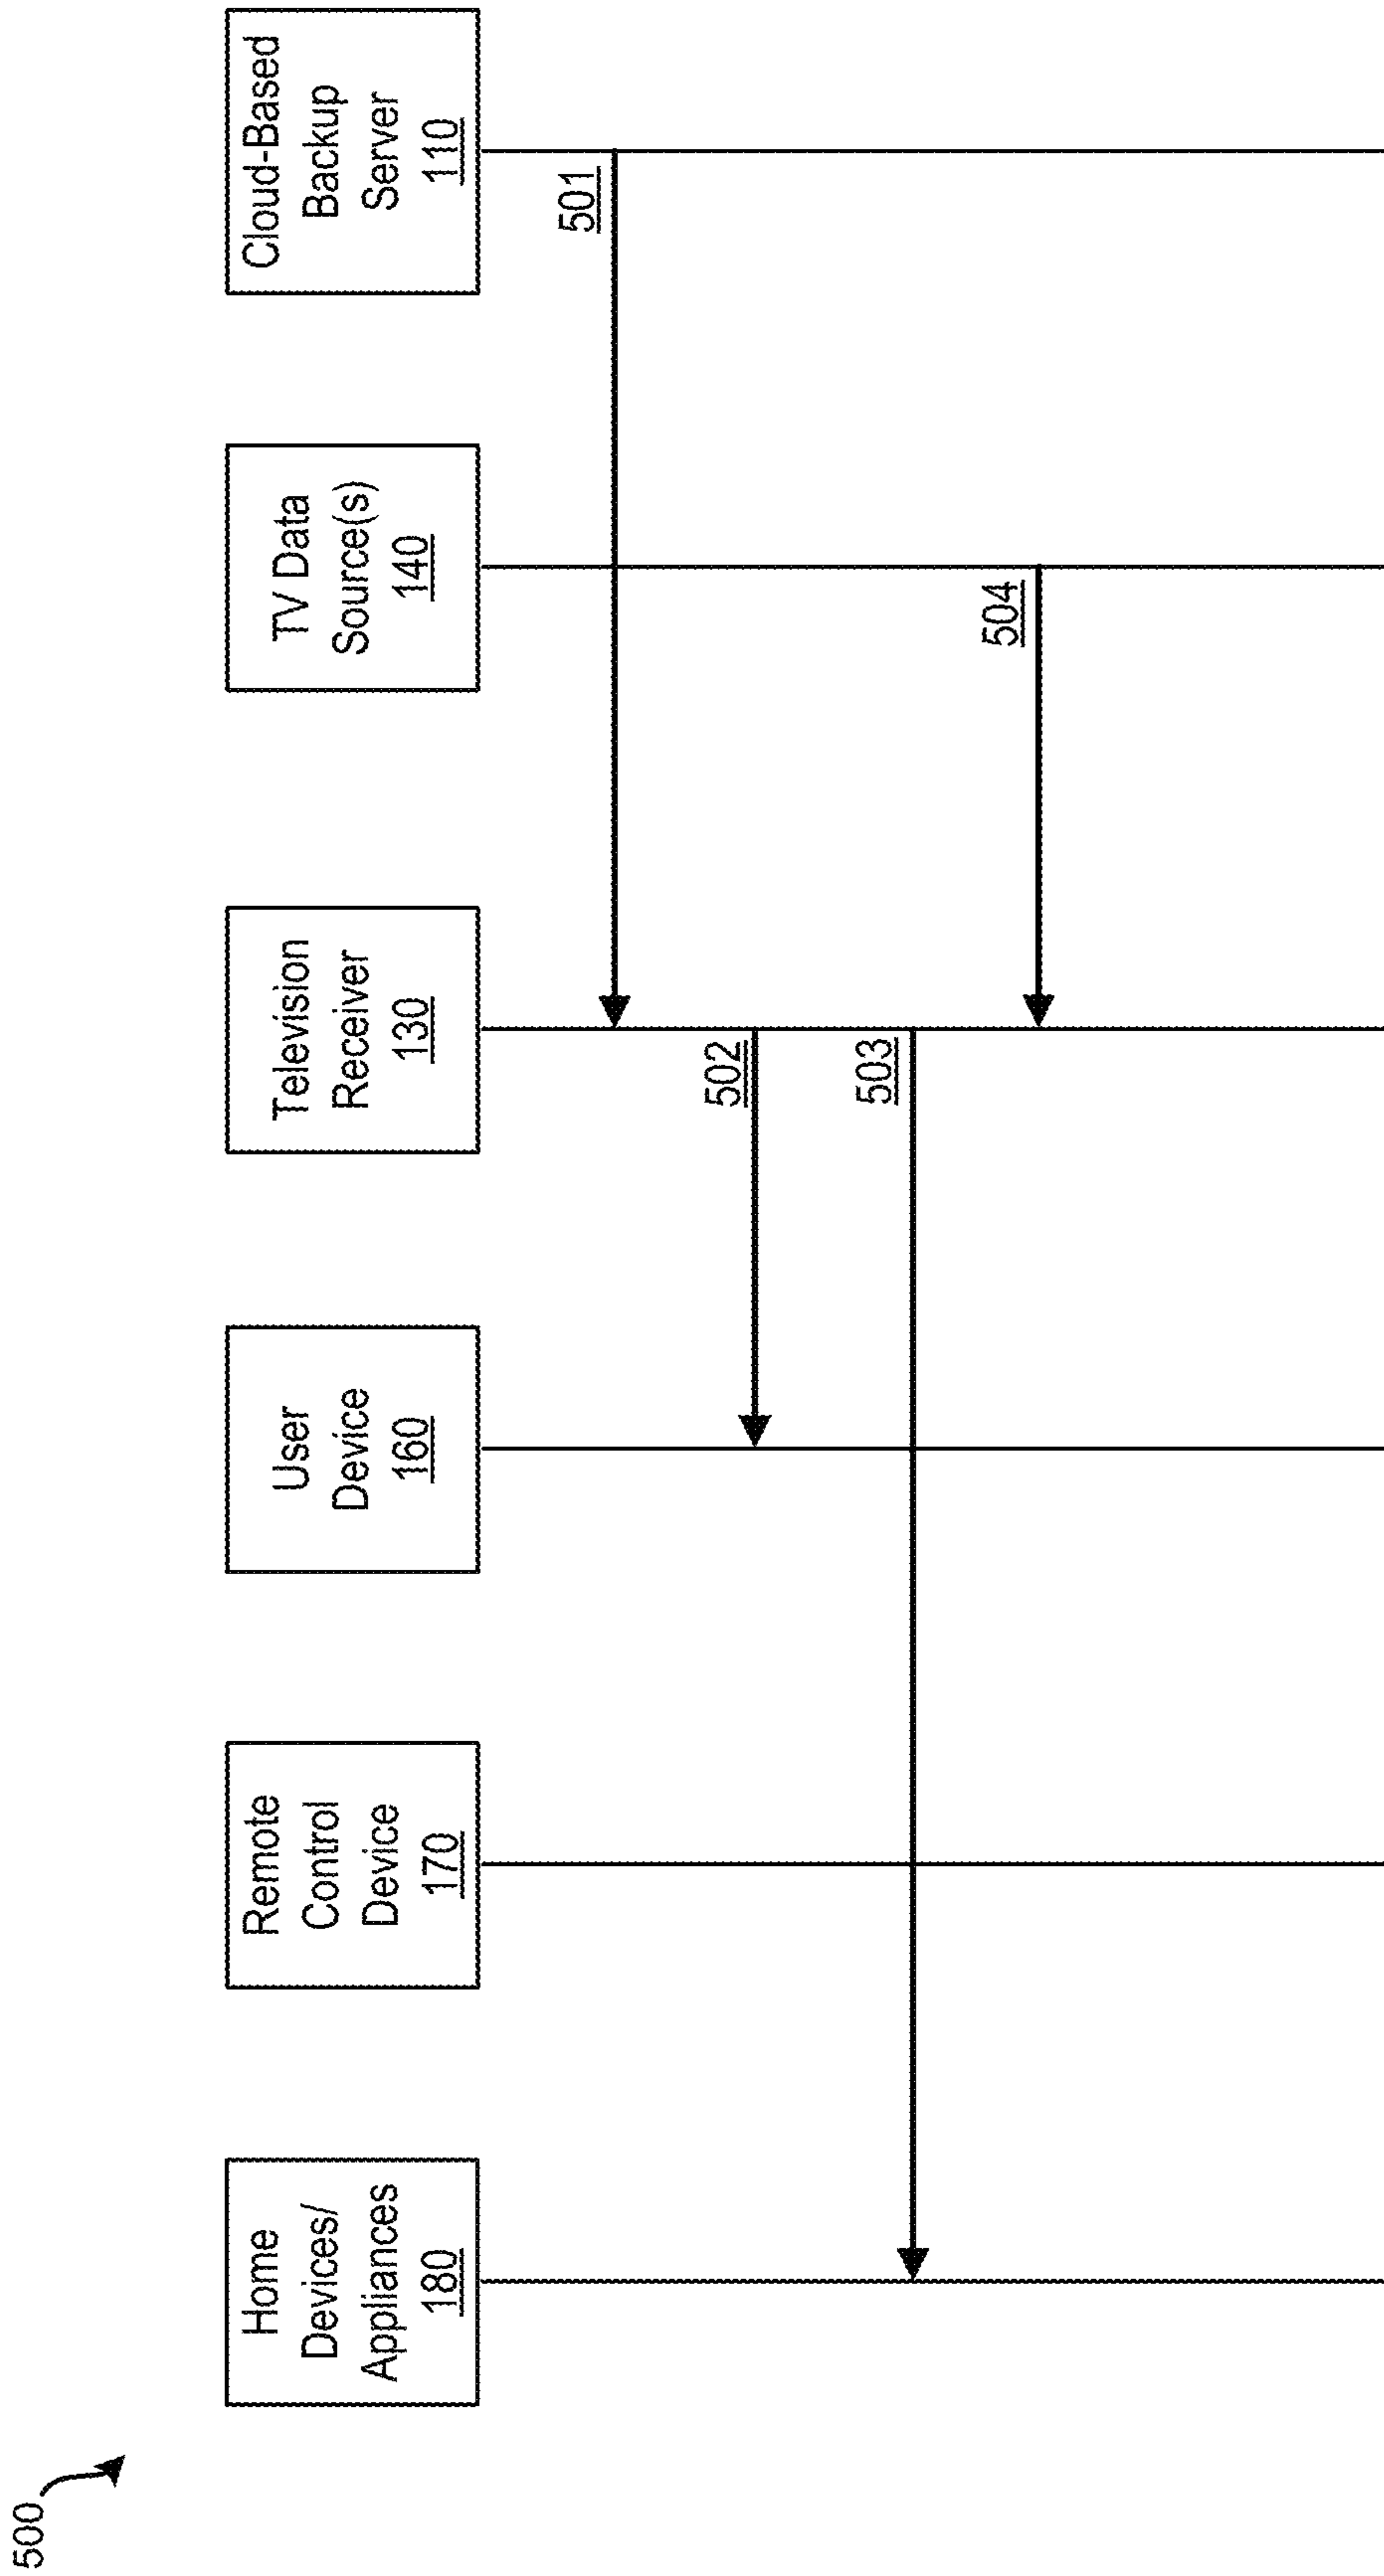 500
Home
Devices/
Appliances
180
Remote
Control
Device
170
User
Device
160
Television
Receiver
130
TV Data
Source(s)
140
Cloud-Based
Backup
Server
110
501
502
503
504